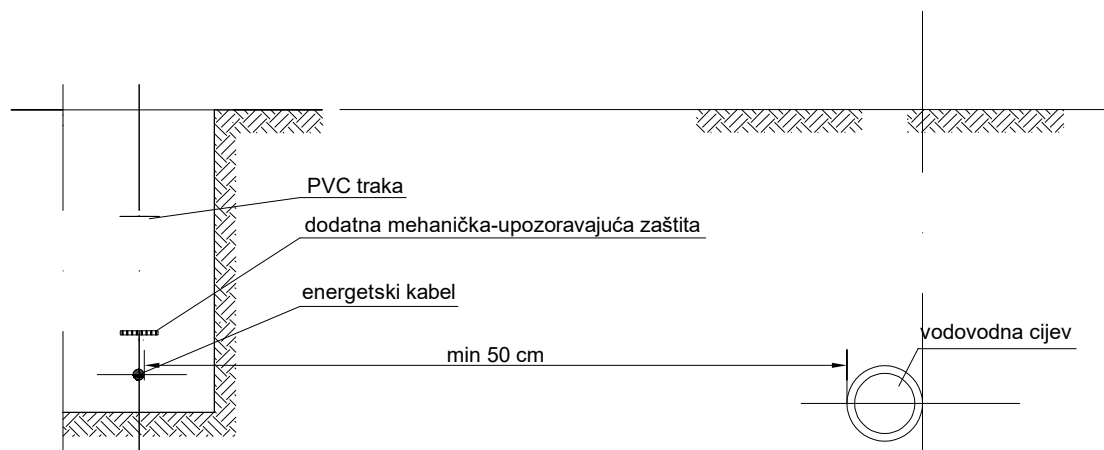 PVC traka
dodatna mehanička-upozoravajuća zaštita
energetski kabel
vodovodna cijev
min 50 cm